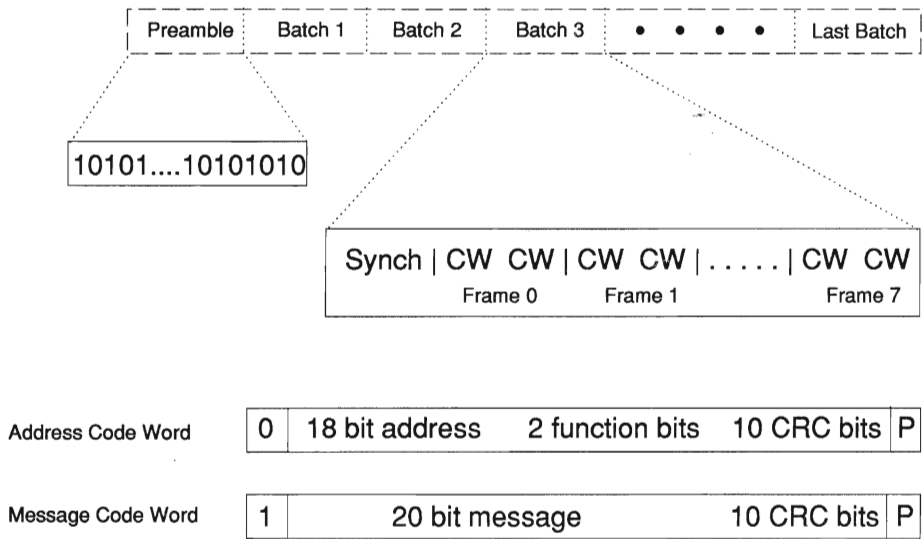 Preamble Batch 1 Batch 2 Batch 3 • • • • Last Batch
10101....10101010
Synch | CW CW | CW CW | . . . . . | CW CW
Frame 0 Frame 1 Frame 7
Address Code Word 0 18 bit address 2 function bits 10 CRC bits P
Message Code Word 1 20 bit message 10 CRC bits P